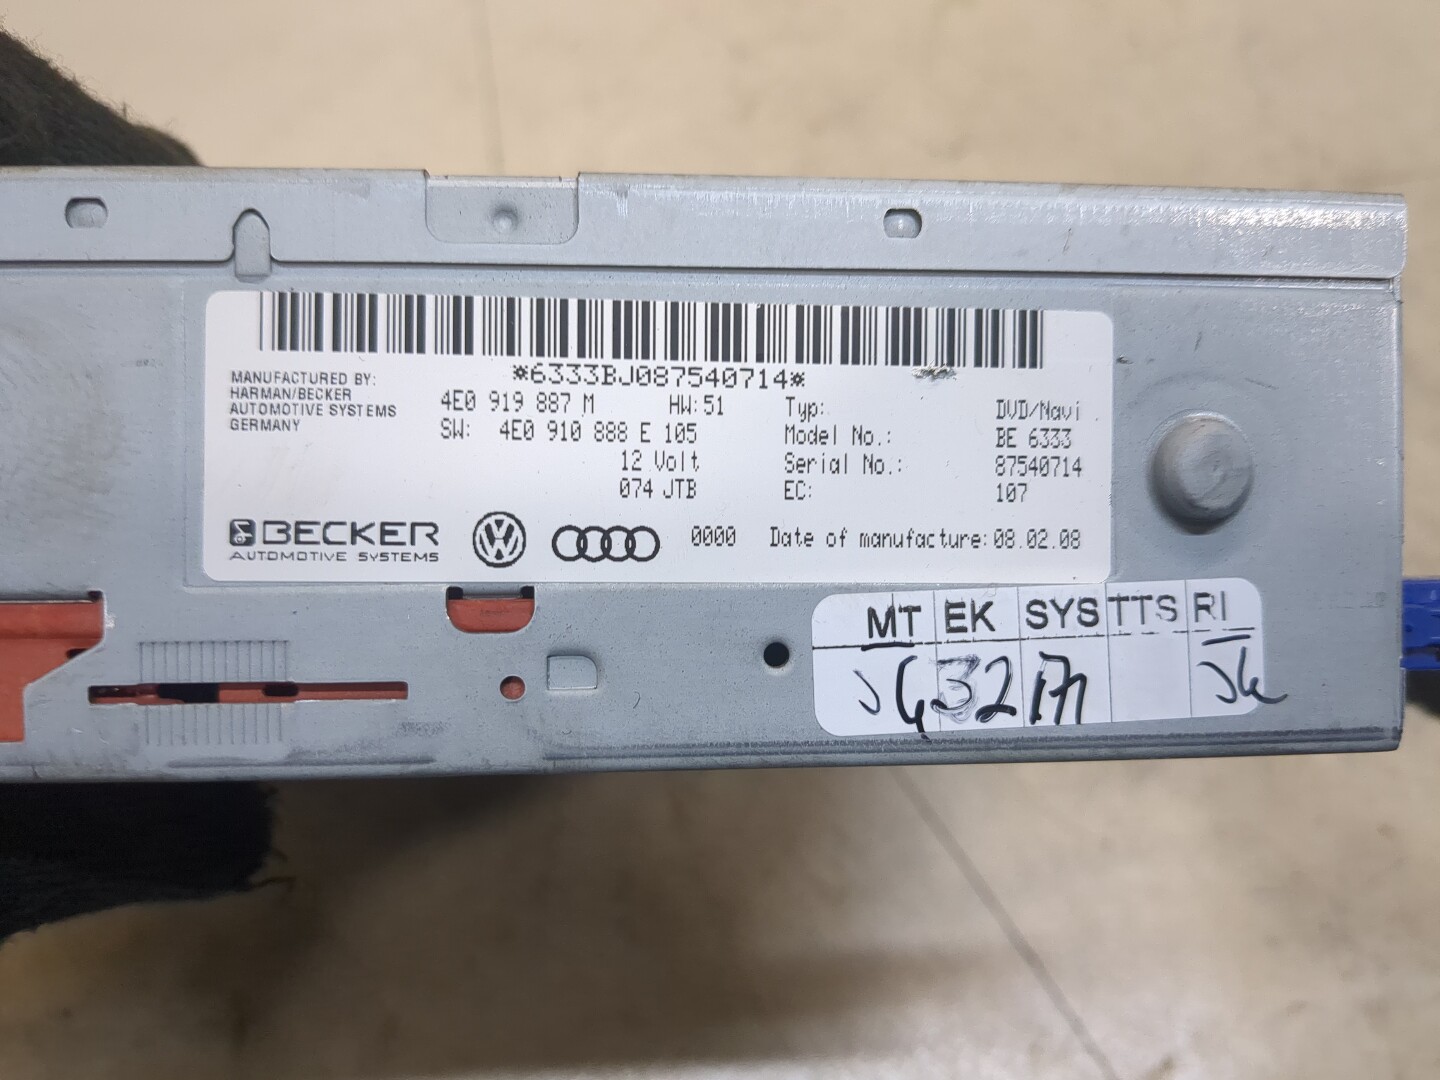 *6333BJ087540714*
MANUFACTURED BY:
HARMAN/BECKER
AUTOMOTIVE SYSTEMS
GERMANY
4E0 919 887 M HW:51
SW: 4E0 910 888 E 105
12 Volt
074 JTB
Typ: DVD/Navi
Model No.: BE 6333
Serial No.: 87540714
EC: 107
BECKER
AUTOMOTIVE SYSTEMS
0000 Date of manufacture: 08.02.08
MT EK SYS TTS RI